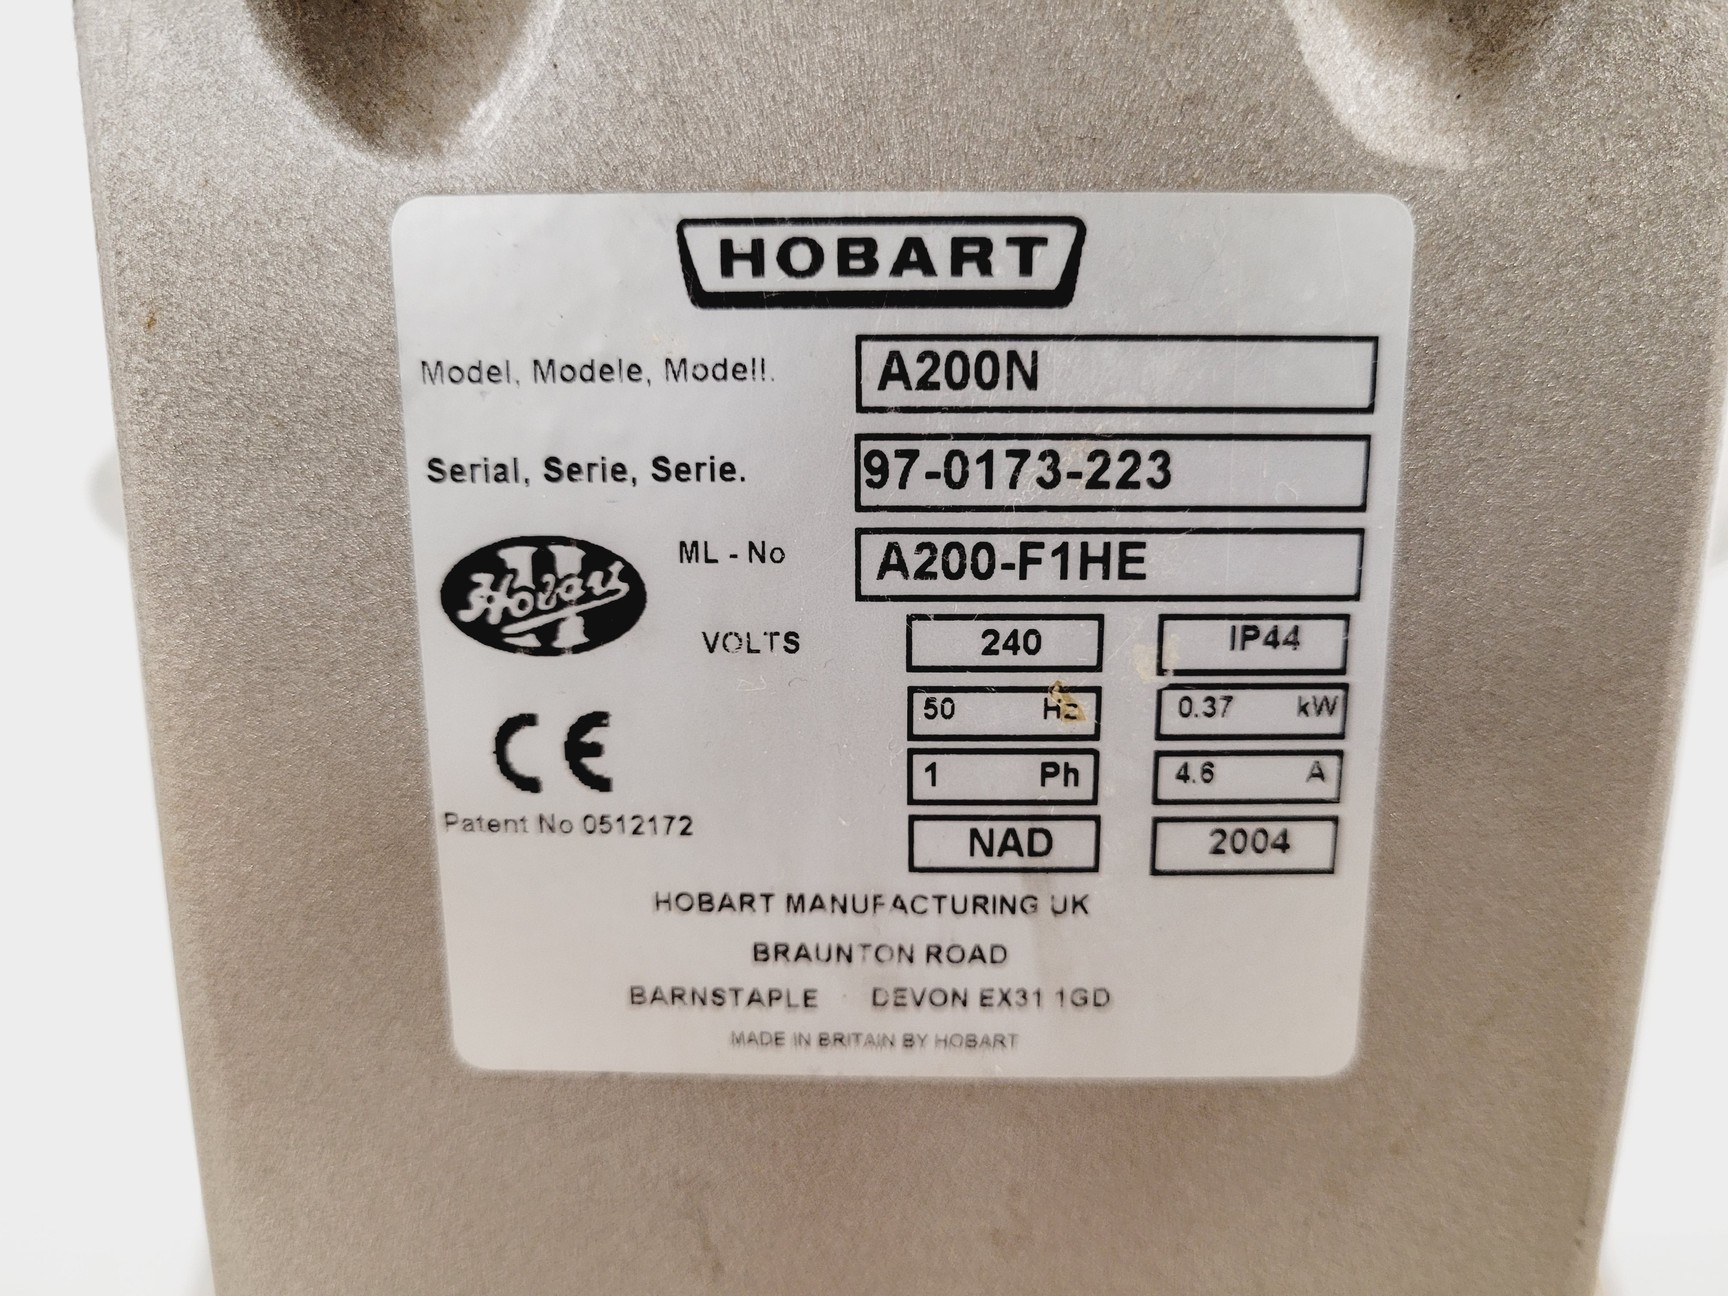 HOBART
Model, Modele, Modell. A200N
Serial, Serie, Serie. 97-0173-223
Hobart
ML - No A200-F1HE
VOLTS 240 IP44
50 Hz 0.37 kW
1 Ph 4.6 A
CE
Patent No 0512172
NAD 2004
HOBART MANUFACTURING UK
BRAUNTON ROAD
BARNSTAPLE DEVON EX31 1GD
MADE IN BRITAIN BY HOBART